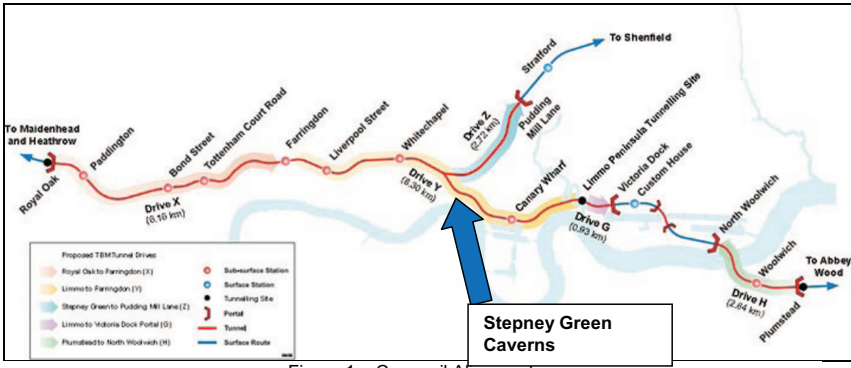 To Shenfield
Stratford
Pudding
Mill Lane
Drive Z
(2.72 km)
To Maidenhead
and Heathrow
Royal Oak
Paddington
Bond Street
Tottenham Court Road
Farringdon
Liverpool Street
Whitechapel
Drive X
(6.16 km)
Drive Y
(8.30 km)
Canary Wharf
Limmo Peninsula Tunnelling Site
Victoria Dock
Custom House
Drive G
(0.93 km)
North Woolwich
Woolwich
Drive H
(2.64 km)
Plumstead
To Abbey
Wood
Proposed TBM Tunnel Drives
Royal Oak to Farringdon (X)
Limmo to Farringdon (Y)
Stepney Green to Pudding Mill Lane (Z)
Limmo to Victoria Dock Portal (G)
Plumstead to North Woolwich (H)
Sub-surface Station
Surface Station
Tunnelling Site
Portal
Tunnel
Surface Route
Stepney Green
Caverns